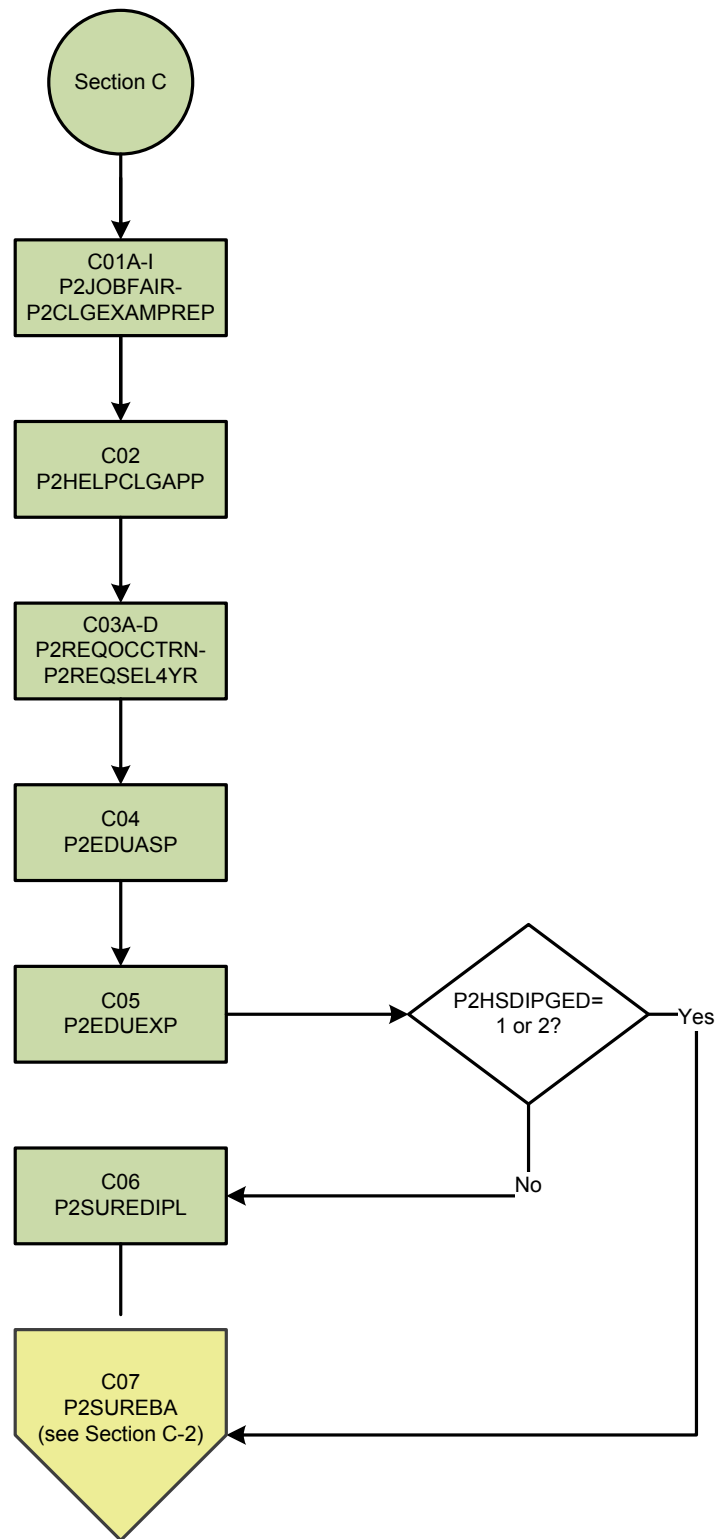 Section C
C01A-I
P2JOBFAIR-
P2CLGEXAMPREP
C02
P2HELPCLGAPP
C03A-D
P2REQOCCTRN-
P2REQSEL4YR
C04
P2EDUASP
C05
P2EDUEXP
P2HSDIPGED=
1 or 2?
Yes
No
C06
P2SUREDIPL
C07
P2SUREBA
(see Section C-2)